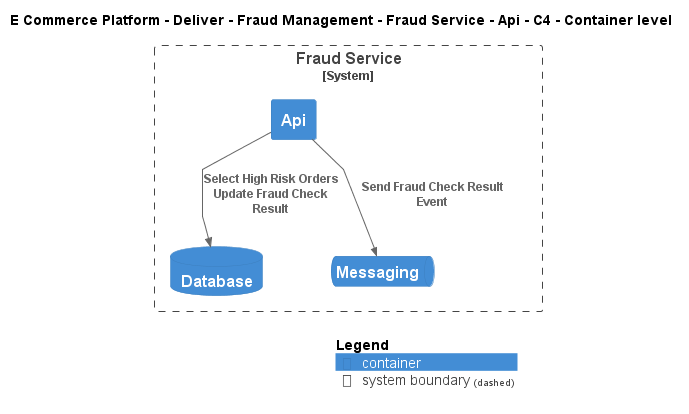 E Commerce Platform - Deliver - Fraud Management - Fraud Service - Api - C4 - Container level
Fraud Service
[System]
Api
Select High Risk Orders
Update Fraud Check
Result
Send Fraud Check Result
Event
Database
Messaging
Legend
container
system boundary (dashed)